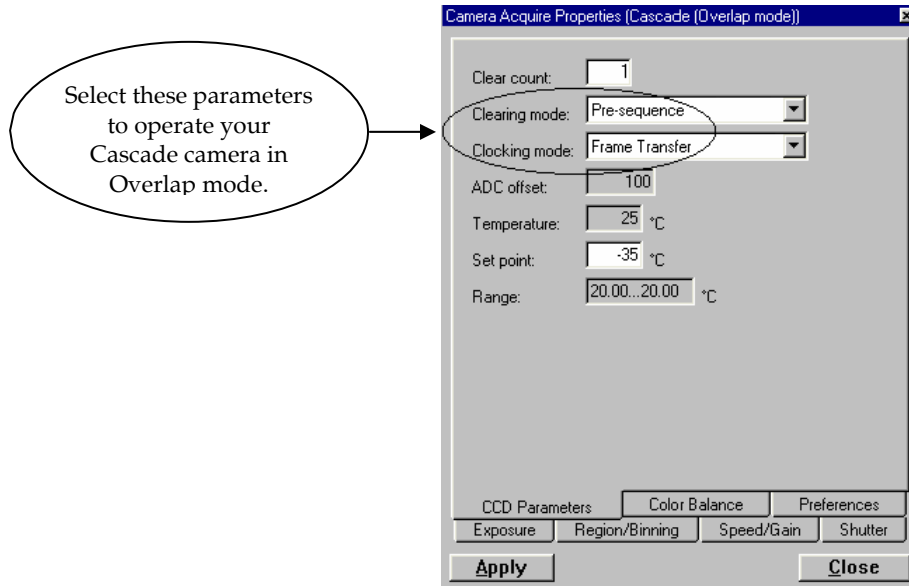 Camera Acquire Properties (Cascade (Overlap mode))
Select these parameters
to operate your
Cascade camera in
Overlap mode.
Clear count: 1
Clearing mode: Pre-sequence
Clocking mode: Frame Transfer
ADC offset: 100
Temperature: 25 °C
Set point: -35 °C
Range: 20.00...20.00 °C
CCD Parameters Color Balance Preferences
Exposure Region/Binning Speed/Gain Shutter
Apply Close